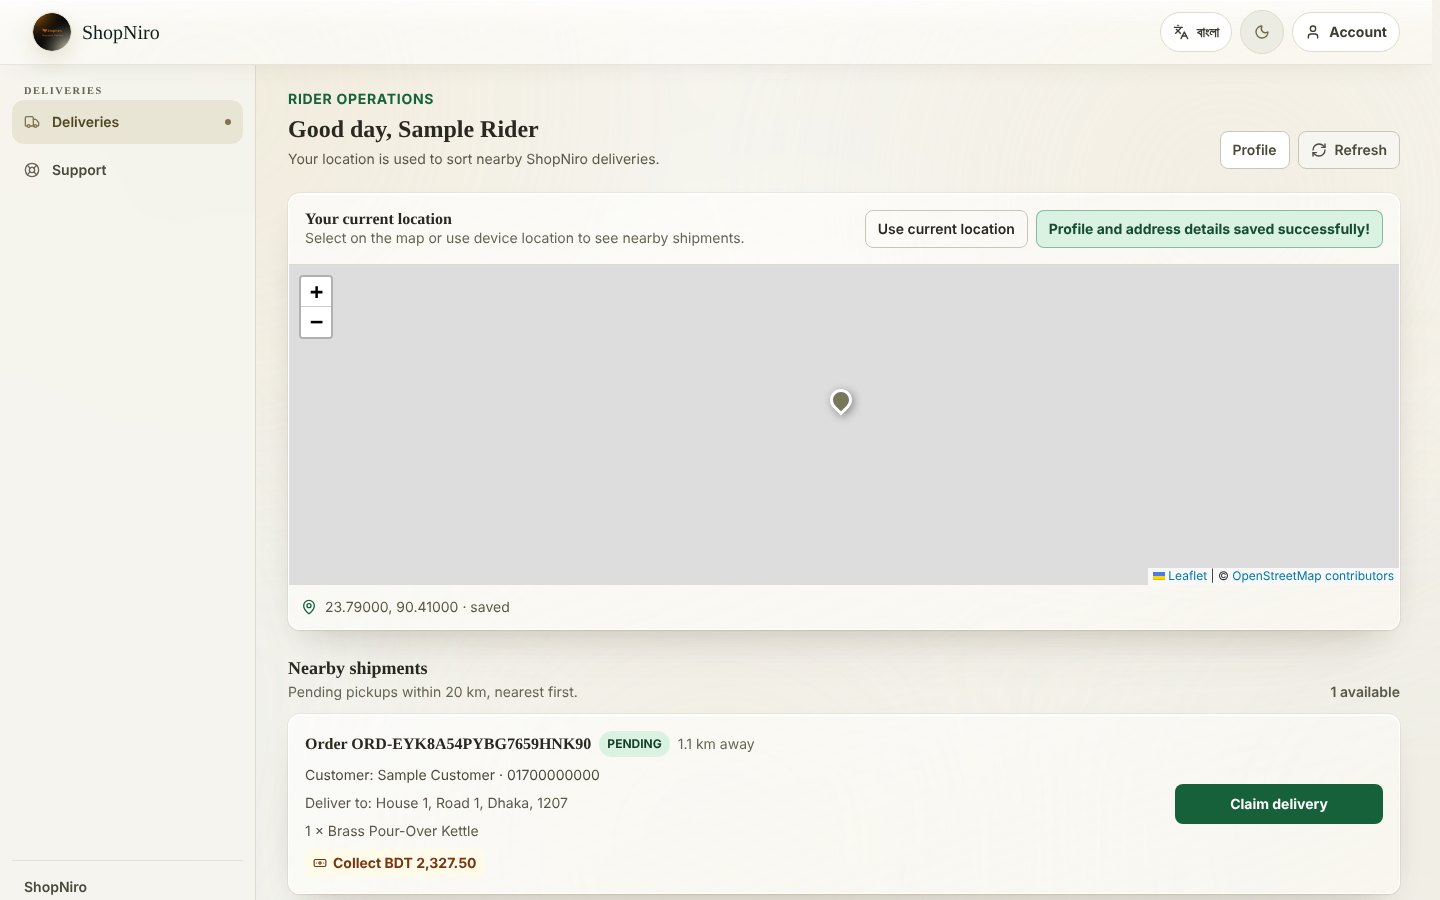 ShopNiro
বাংলা
Account
DELIVERIES
Deliveries
Support
RIDER OPERATIONS
Good day, Sample Rider
Your location is used to sort nearby ShopNiro deliveries.
Profile
Refresh
Your current location
Select on the map or use device location to see nearby shipments.
Use current location
Profile and address details saved successfully!
+
−
Leaflet | © OpenStreetMap contributors
23.79000, 90.41000 · saved
Nearby shipments
Pending pickups within 20 km, nearest first.
1 available
Order ORD-EYK8A54PYBG7659HNK90 PENDING 1.1 km away
Customer: Sample Customer · 01700000000
Deliver to: House 1, Road 1, Dhaka, 1207
1 × Brass Pour-Over Kettle
Collect BDT 2,327.50
Claim delivery
ShopNiro